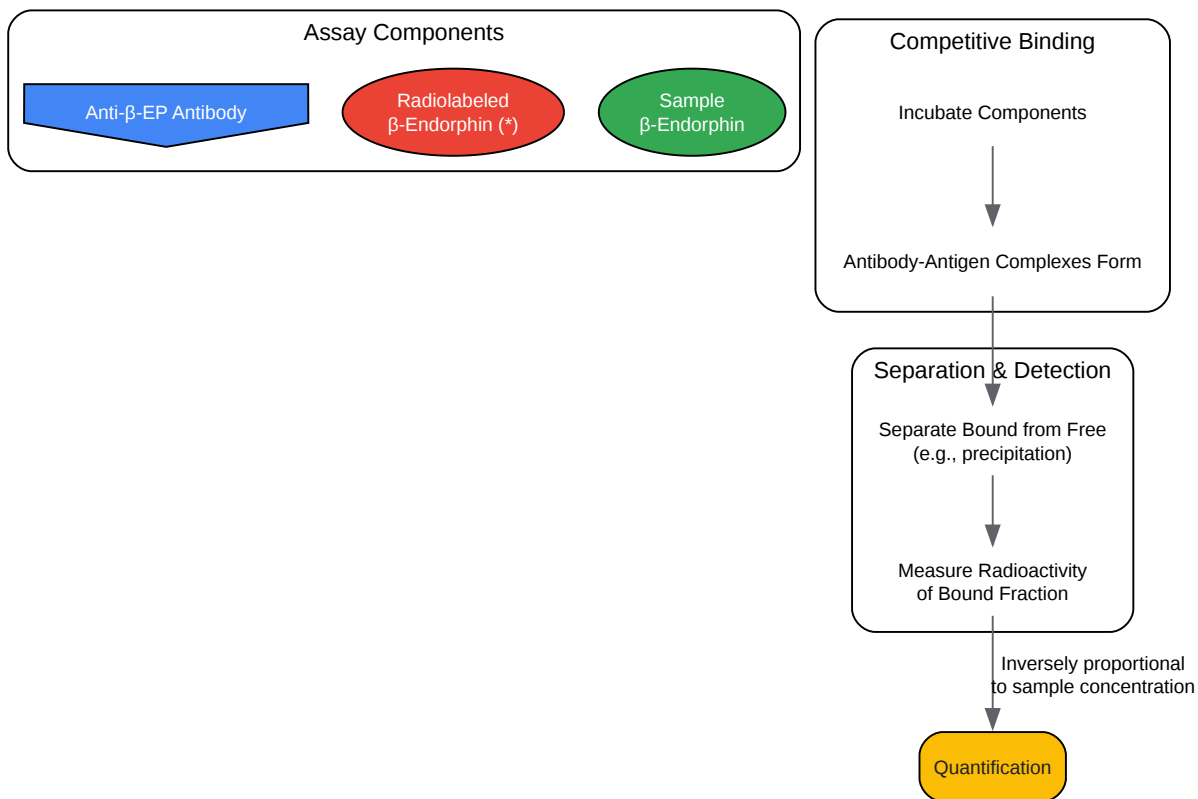 Assay Components
Anti-β-EP Antibody
Radiolabeled
β-Endorphin (*)
Sample
β-Endorphin
Competitive Binding
Incubate Components
Antibody-Antigen Complexes Form
Separation & Detection
Separate Bound from Free
(e.g., precipitation)
Measure Radioactivity
of Bound Fraction
Inversely proportional
to sample concentration
Quantification